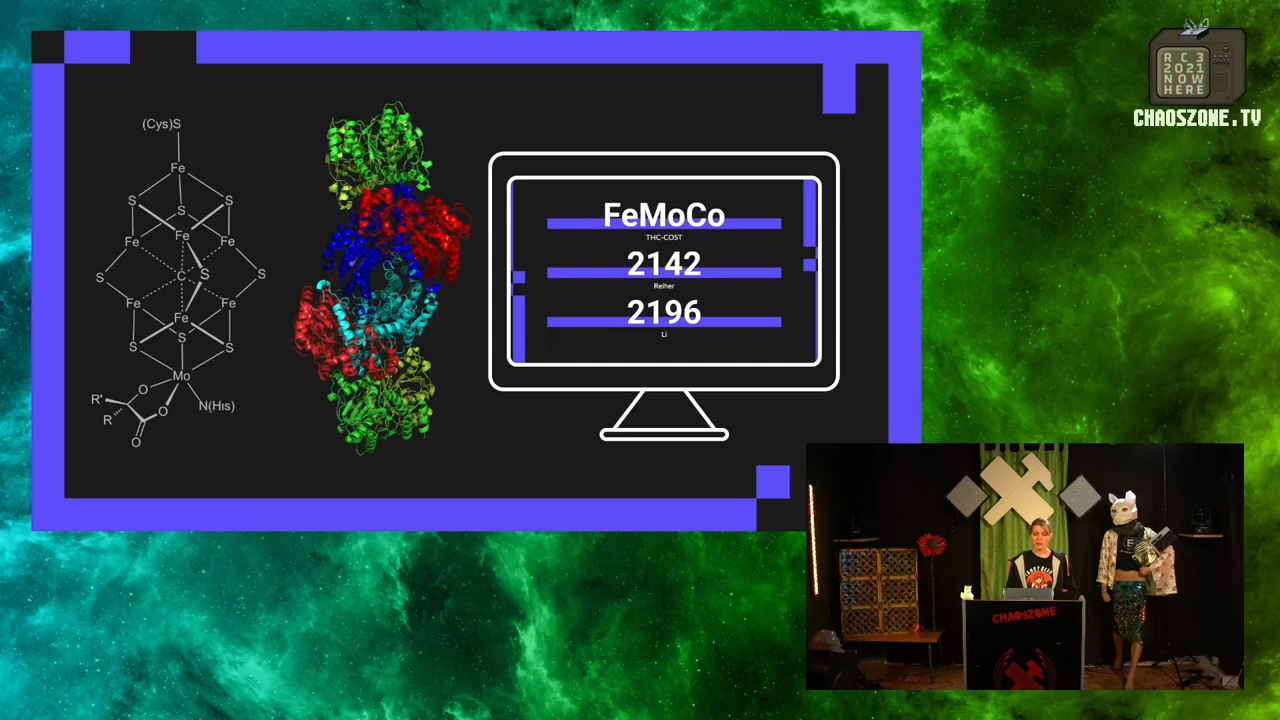 RC3
2021
NOW
HERE
CHAOSZONE.TV
(Cys)S
Fe
S
S
S
Fe
Fe
Fe
S
C
S
S
Fe
Fe
Fe
S
S
S
Mo
O
R'
O
N(His)
R
O
FeMoCo
THC-COST
2142
Reiher
2196
Li
CHAOSZONE